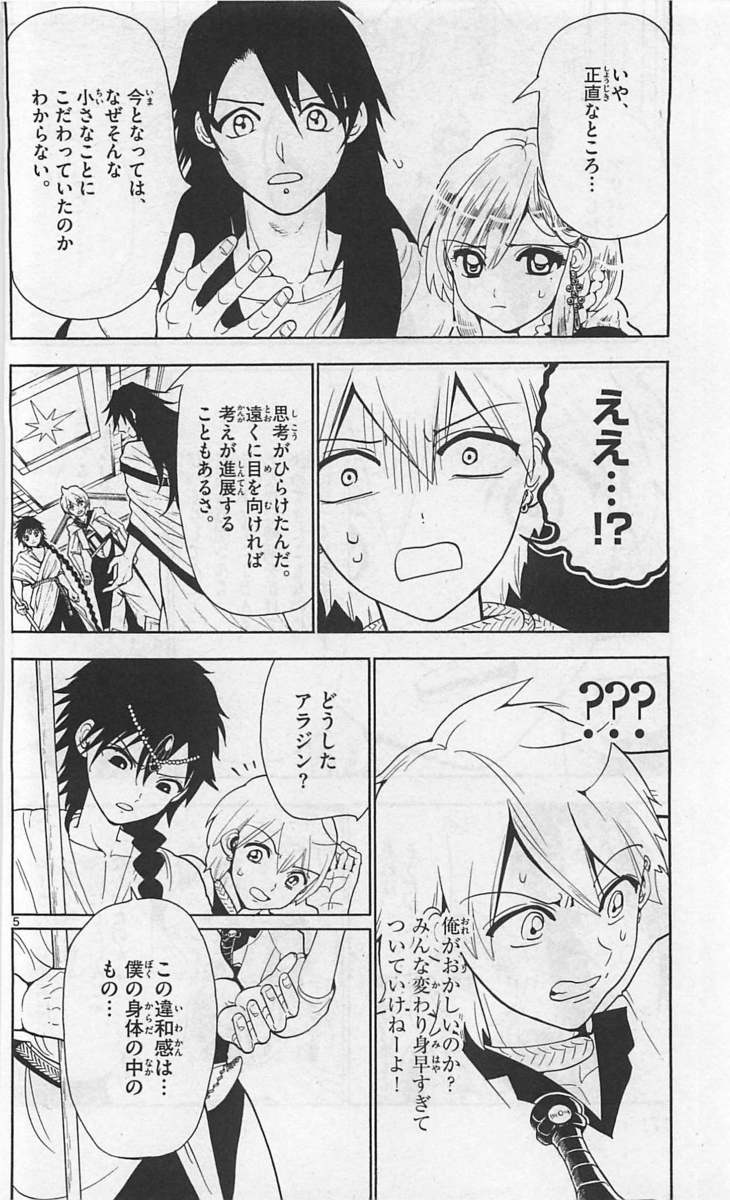 いや、
正直なところ…
今となっては、
なぜそんな
小さなことに
こだわっていたのか
わからない。
ええ…!?
思考がひらけたんだ。
遠くに目を向ければ
考えが進展する
こともあるさ。
???
俺がおかしいのか?
みんな変わり身早すぎて
ついていけねーよ!
どうした
アラジン?
この違和感は…
僕の身体の中の
もの…
5